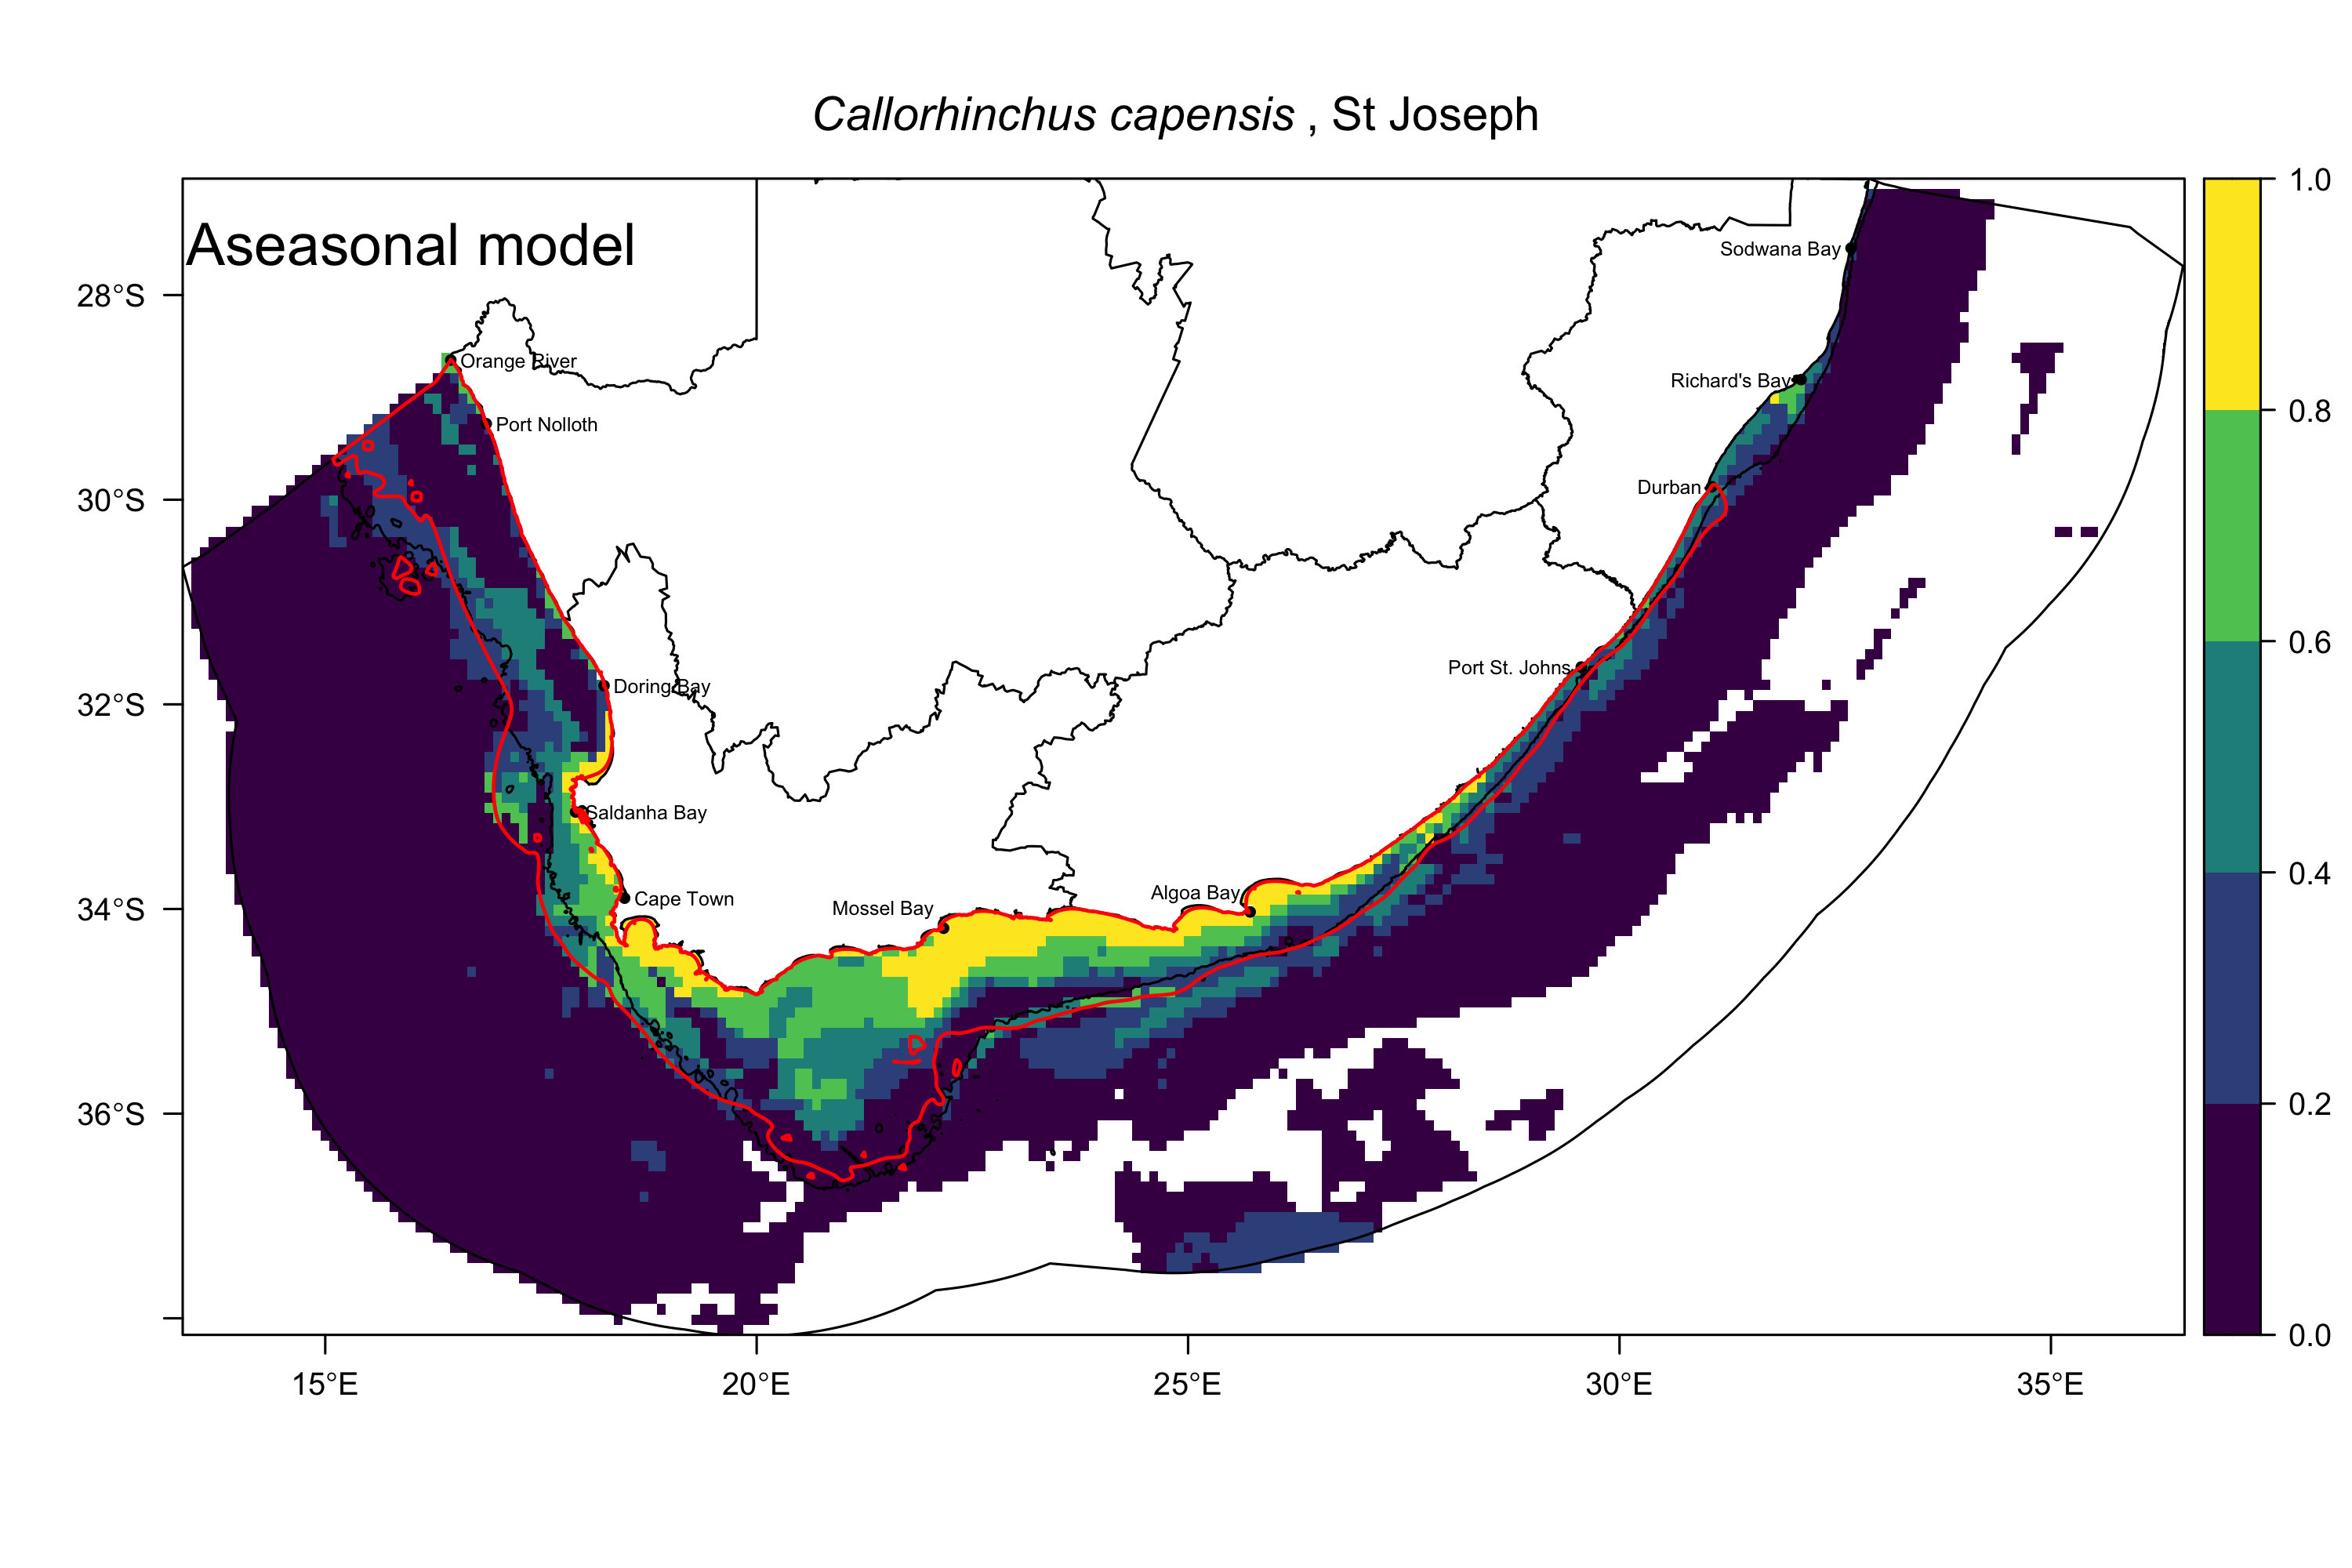 Callorhinchus capensis , St Joseph
Aseasonal model
1.0
0.8
0.6
0.4
0.2
0.0
28°S
30°S
32°S
34°S
36°S
15°E
20°E
25°E
30°E
35°E
Sodwana Bay
Orange River
Richard's Bay
Port Nolloth
Durban
Port St. Johns
Doring Bay
Saldanha Bay
Algoa Bay
Cape Town
Mossel Bay